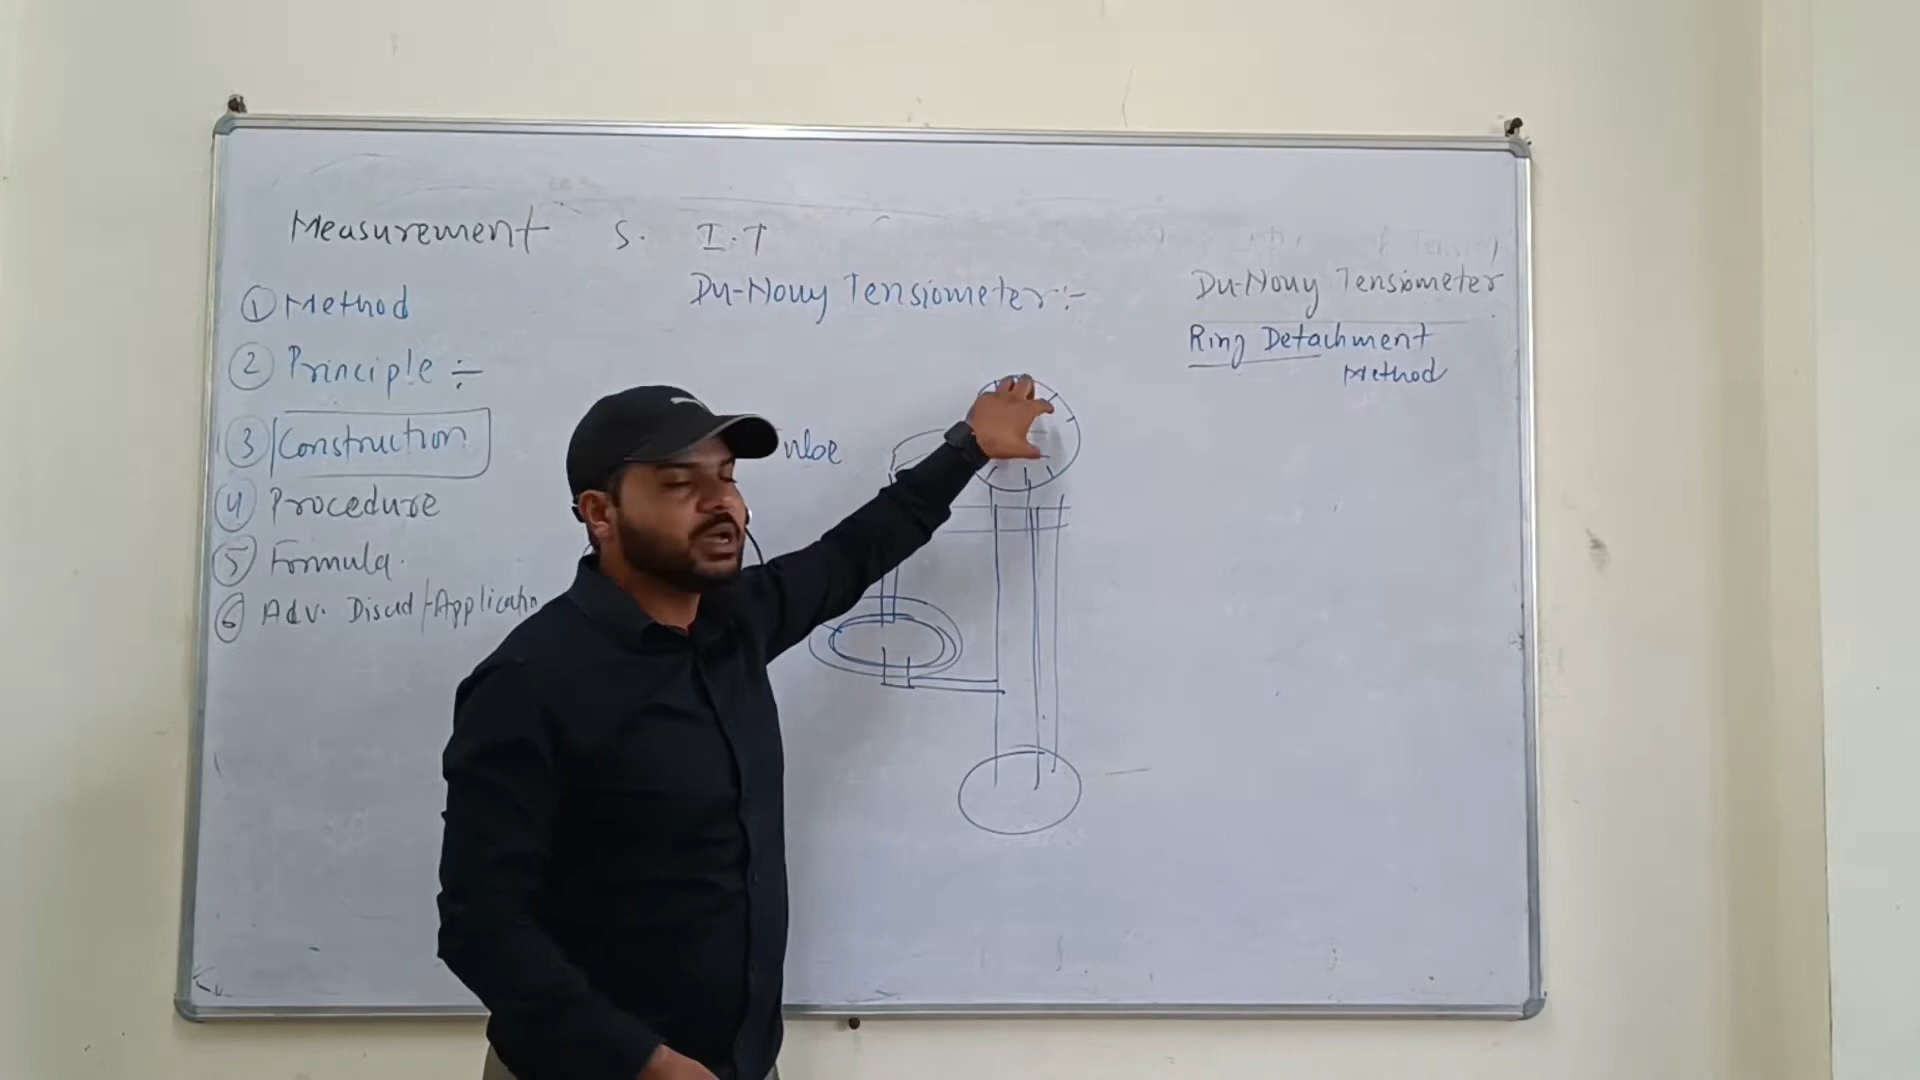 Measurement S. I.T
① Method
② Principle ÷
③ Construction
④ Procedure
⑤ Formula.
⑥ Adv. Disad/-Applicatn
Du-Nouy Tensiometer:-
Du-Nouy Tensiometer
Ring Detachment
Method